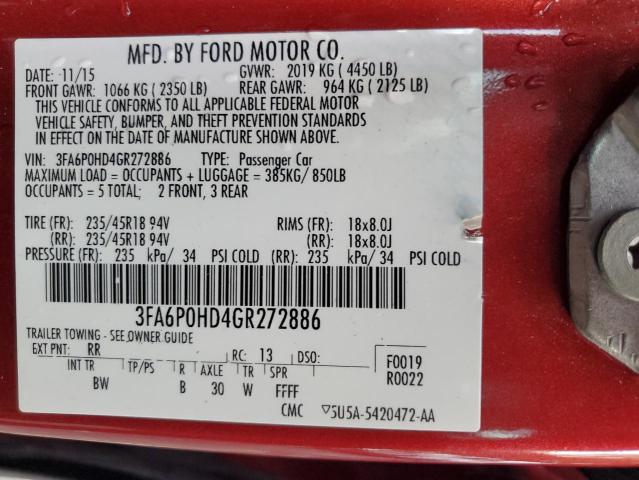 MFD. BY FORD MOTOR CO.
DATE: 11/15 GVWR: 2019 KG ( 4450 LB)
FRONT GAWR: 1066 KG ( 2350 LB) REAR GAWR: 964 KG ( 2125 LB)
THIS VEHICLE CONFORMS TO ALL APPLICABLE FEDERAL MOTOR
VEHICLE SAFETY, BUMPER, AND THEFT PREVENTION STANDARDS
IN EFFECT ON THE DATE OF MANUFACTURE SHOWN ABOVE.
VIN: 3FA6P0HD4GR272886 TYPE: Passenger Car
MAXIMUM LOAD = OCCUPANTS + LUGGAGE = 385KG/ 850LB
OCCUPANTS = 5 TOTAL; 2 FRONT, 3 REAR
TIRE (FR): 235/45R18 94V RIMS (FR): 18x8.0J
(RR): 235/45R18 94V (RR): 18x8.0J
PRESSURE (FR): 235 kPa/ 34 PSI COLD (RR): 235 kPa/ 34 PSI COLD
3FA6P0HD4GR272886
TRAILER TOWING - SEE OWNER GUIDE
EXT PNT: RR RC: 13 DSO: F0019
INT TR TP/PS R AXLE TR SPR R0022
BW B 30 W FFFF
CMC ▽5U5A-5420472-AA